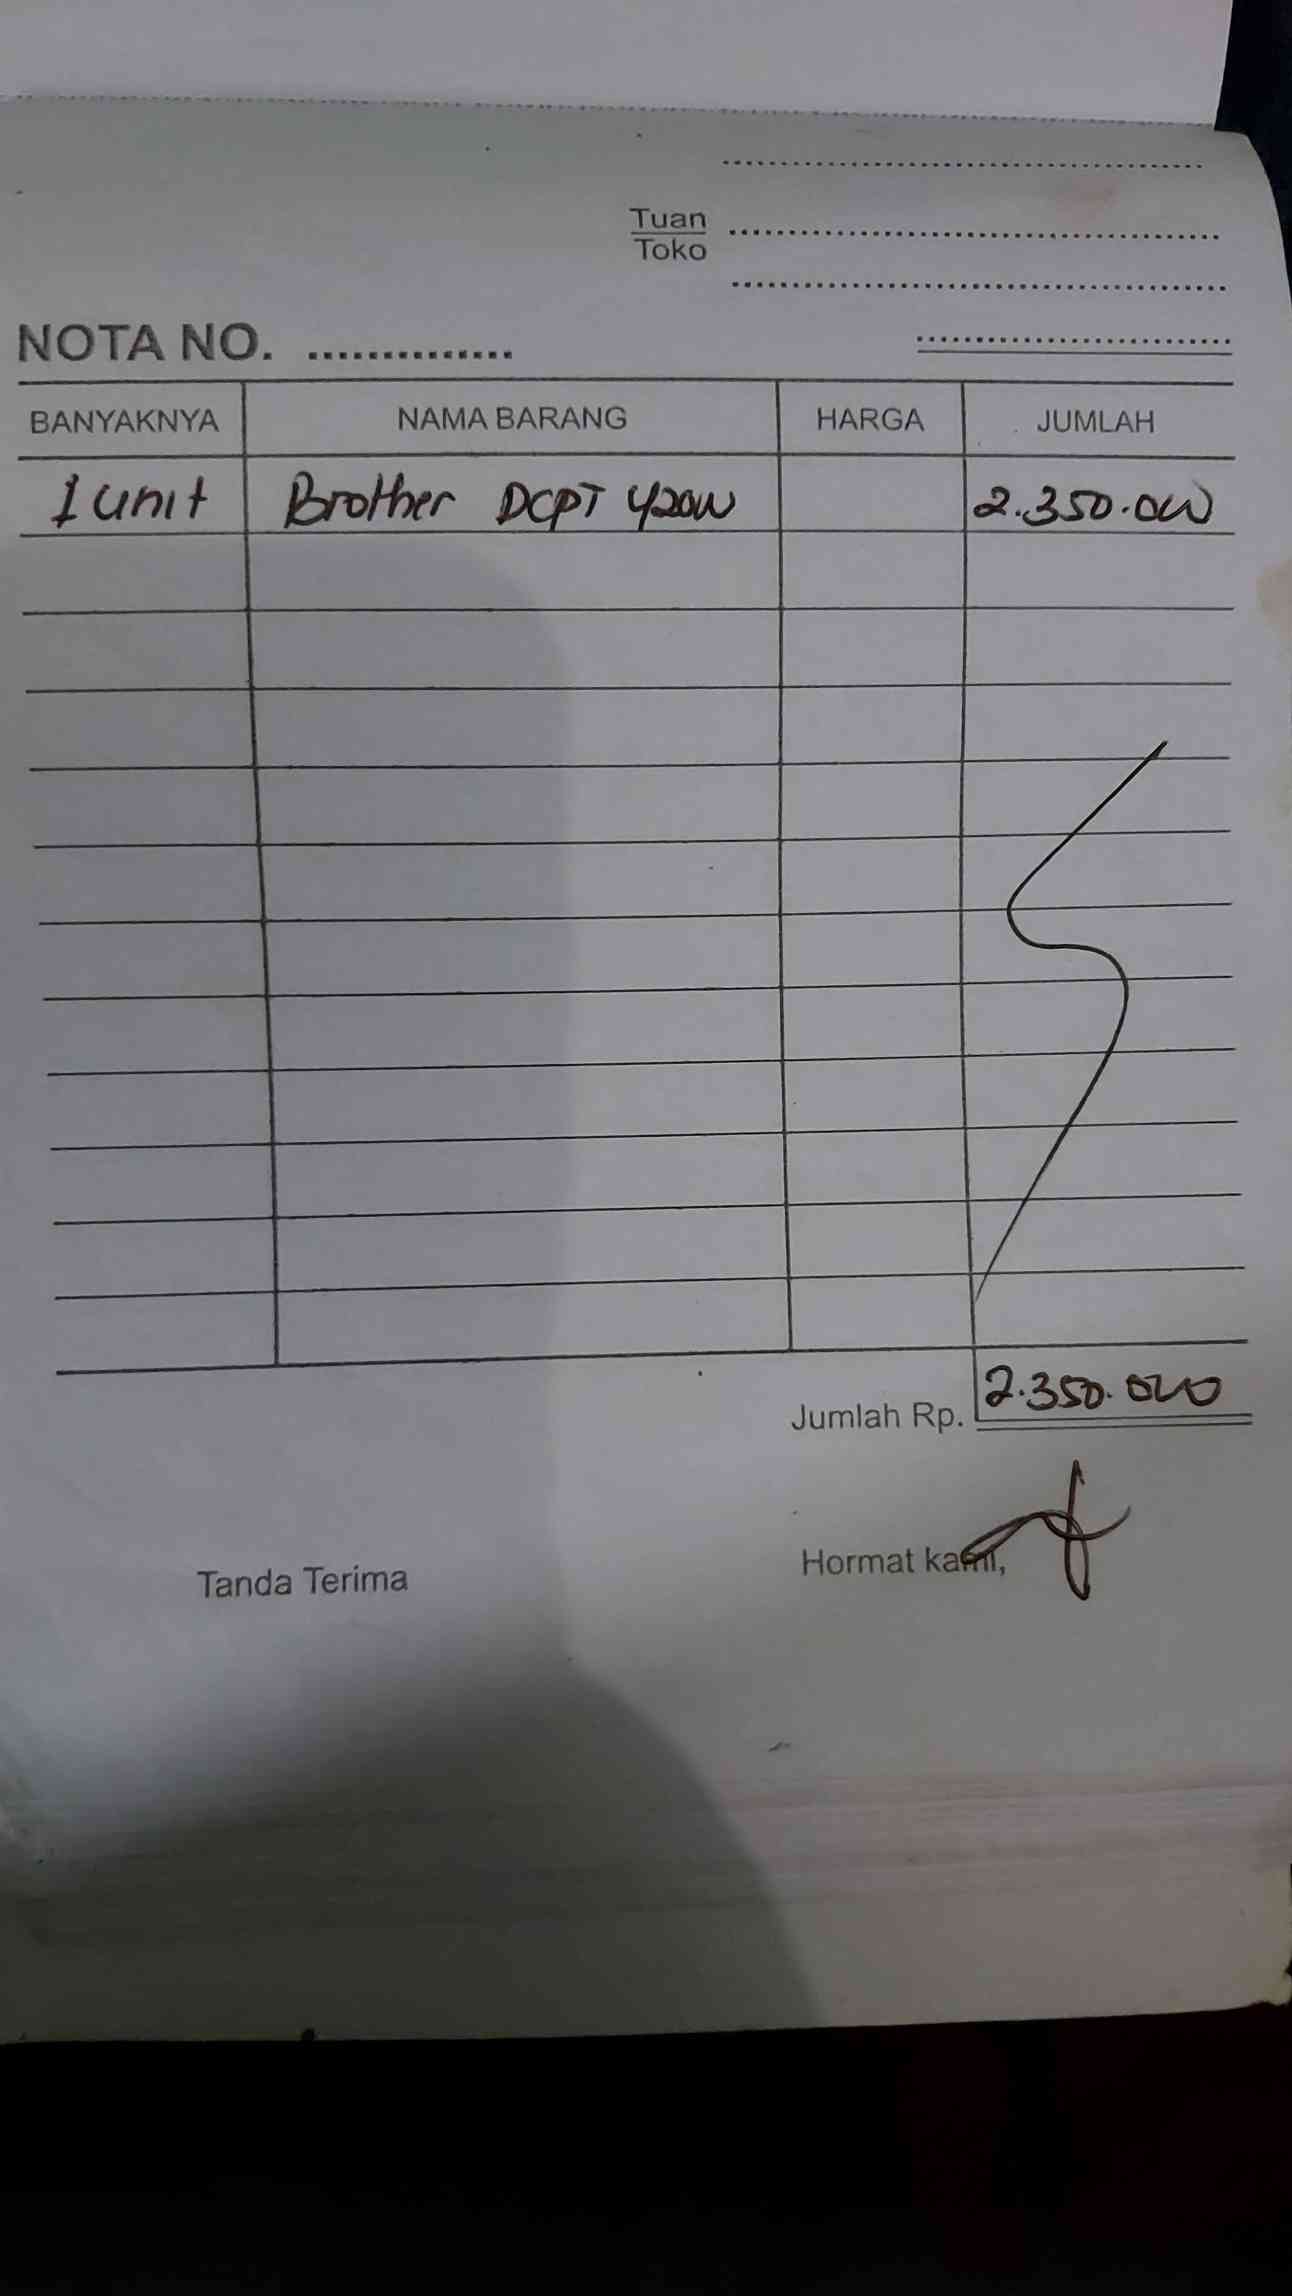 Tuan
Toko
NOTA NO. ..............
BANYAKNYA NAMA BARANG HARGA JUMLAH
1 unit Brother DCPT 420W 2.350.000
Jumlah Rp. 2.350.000
Tanda Terima Hormat kami,